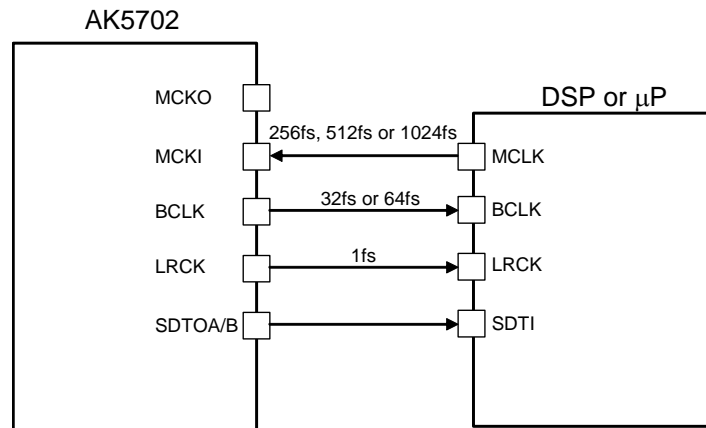 AK5702
DSP or μP
MCKO
256fs, 512fs or 1024fs
MCKI
MCLK
32fs or 64fs
BCLK
BCLK
1fs
LRCK
LRCK
SDTOA/B
SDTI